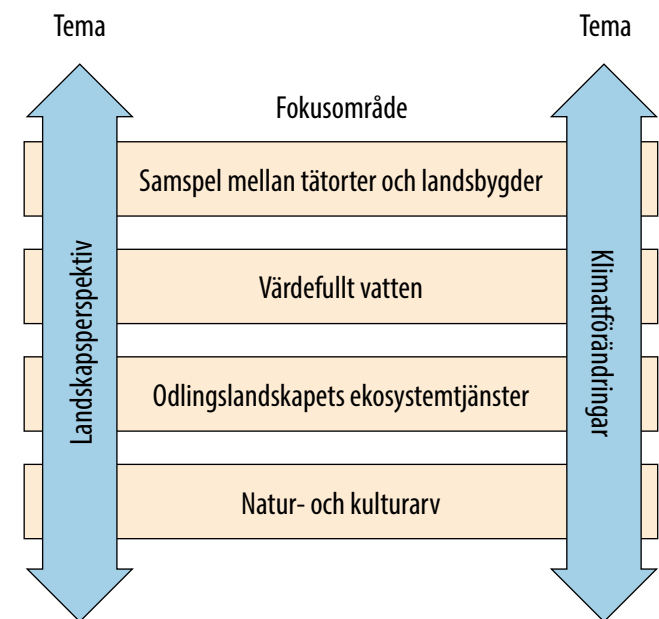 Tema
Tema
Fokusområde
Samspel mellan tätorter och landsbygder
Värdefullt vatten
Odlingslandskapets ekosystemtjänster
Natur- och kulturarv
Landskapsperspektiv
Klimatförändringar